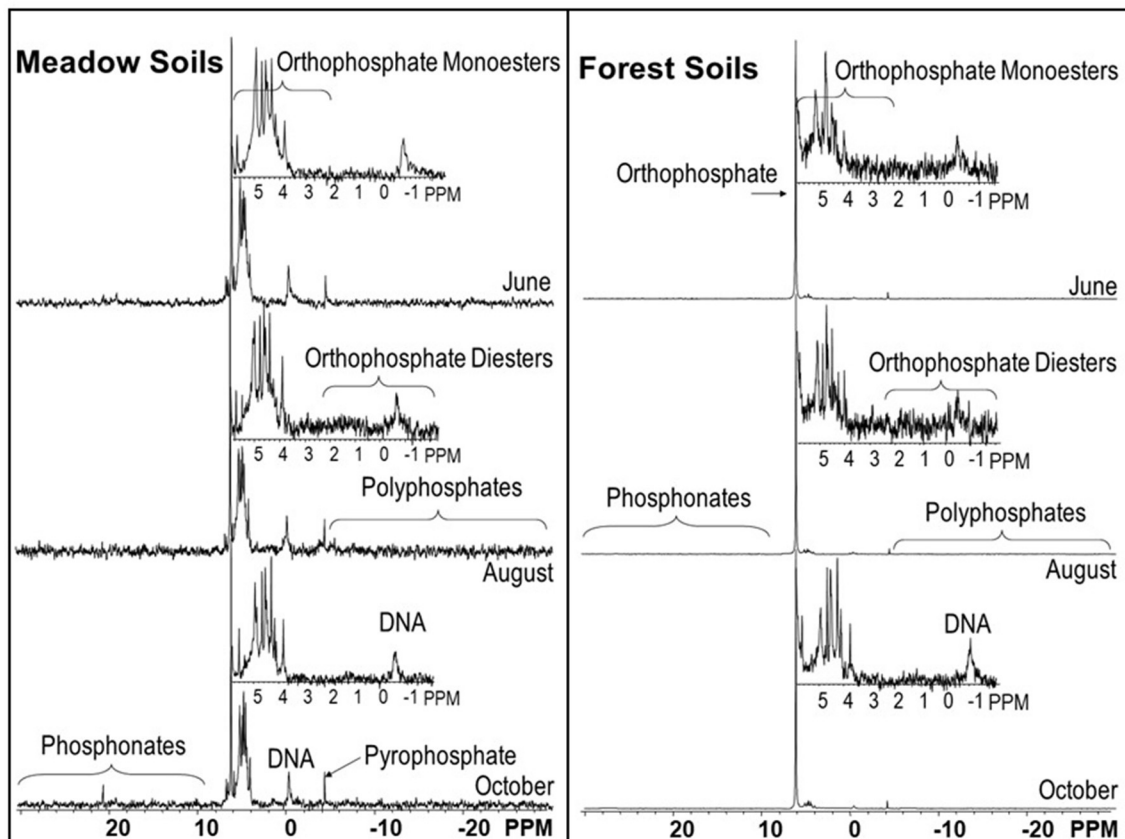 Meadow Soils
Orthophosphate Monoesters
5 4 3 2 1 0 -1 PPM
June
Orthophosphate Diesters
5 4 3 2 1 0 -1 PPM
Polyphosphates
August
DNA
5 4 3 2 1 0 -1 PPM
Phosphonates
DNA
Pyrophosphate
October
20 10 0 -10 -20 PPM
Forest Soils
Orthophosphate Monoesters
Orthophosphate
5 4 3 2 1 0 -1 PPM
June
Orthophosphate Diesters
5 4 3 2 1 0 -1 PPM
Phosphonates
Polyphosphates
August
DNA
5 4 3 2 1 0 -1 PPM
October
20 10 0 -10 -20 PPM